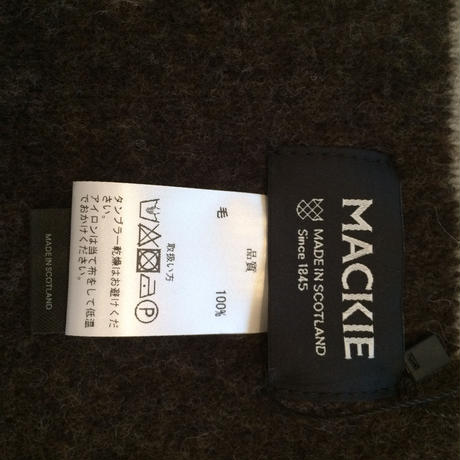 MACKIE
MADE IN SCOTLAND
Since 1845
品質
毛 100%
取扱い方
P
タンブラー乾燥はお避けくだ
さい。
アイロンは当て布をして低温
でおかけください。
MADE IN SCOTLAND